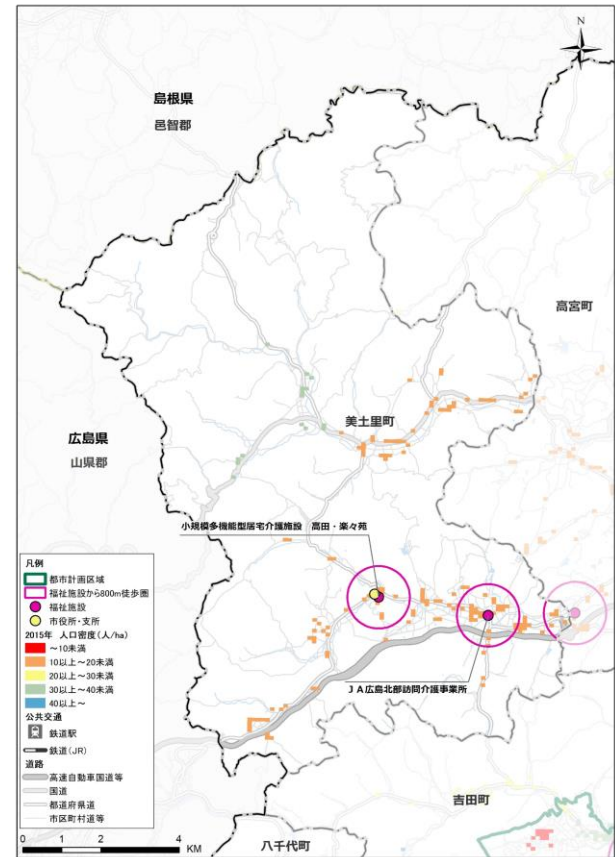 N
島根県
邑智郡
高宮町
美土里町
広島県
山県郡
小規模多機能型居宅介護施設 高田・楽々苑
ＪＡ広島北部訪問介護事業所
吉田町
八千代町
凡例
都市計画区域
福祉施設から800m徒歩圏
福祉施設
市役所・支所
2015年 人口密度(人/ha)
～10未満
10以上～20未満
20以上～30未満
30以上～40未満
40以上～
公共交通
鉄道駅
鉄道(JR)
道路
高速自動車国道等
国道
都道府県道
市区町村道等
0 1 2 4
KM